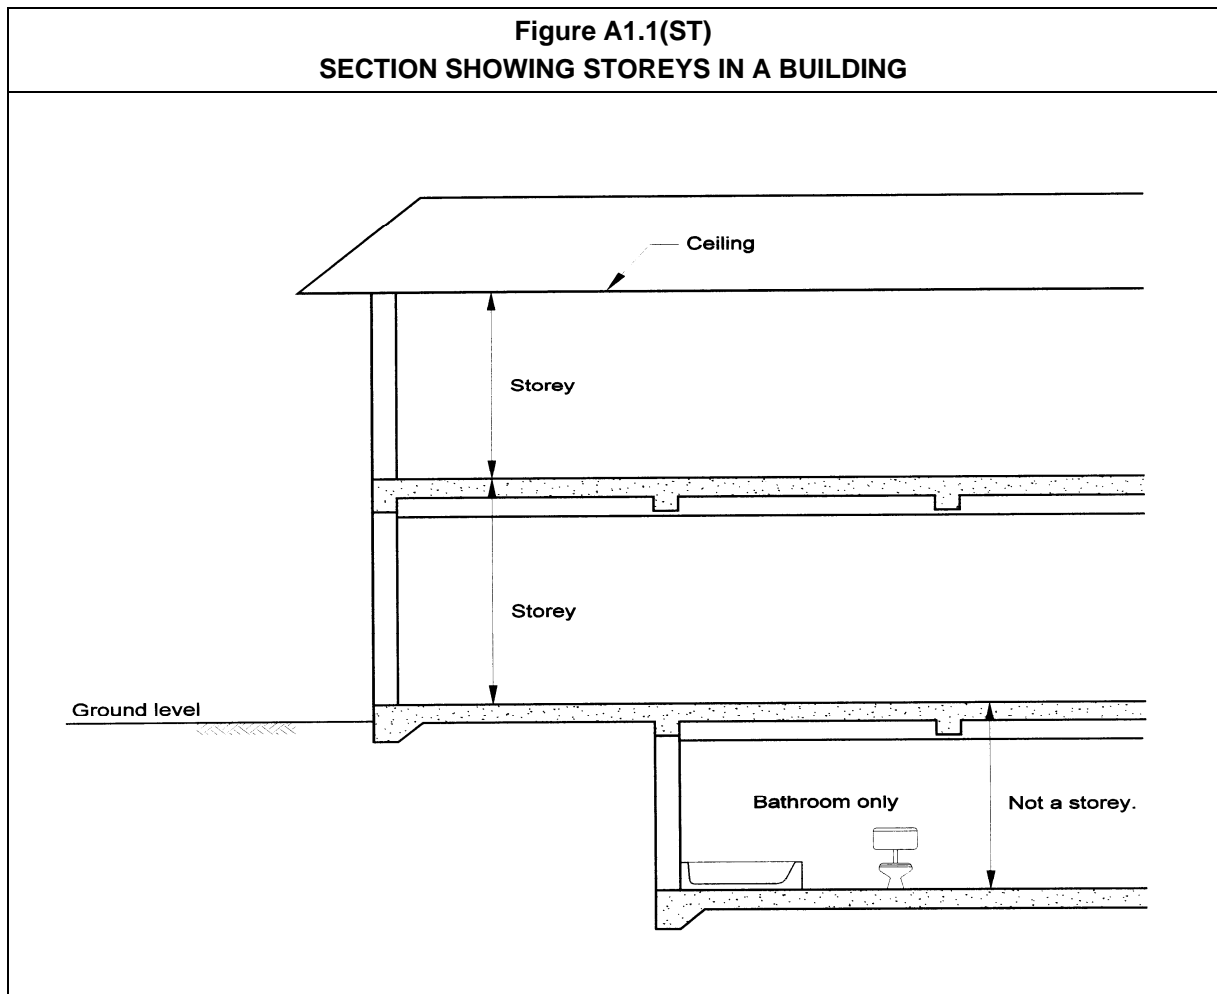 Figure A1.1(ST)
SECTION SHOWING STOREYS IN A BUILDING
Ceiling
Storey
Storey
Ground level
Bathroom only
Not a storey.